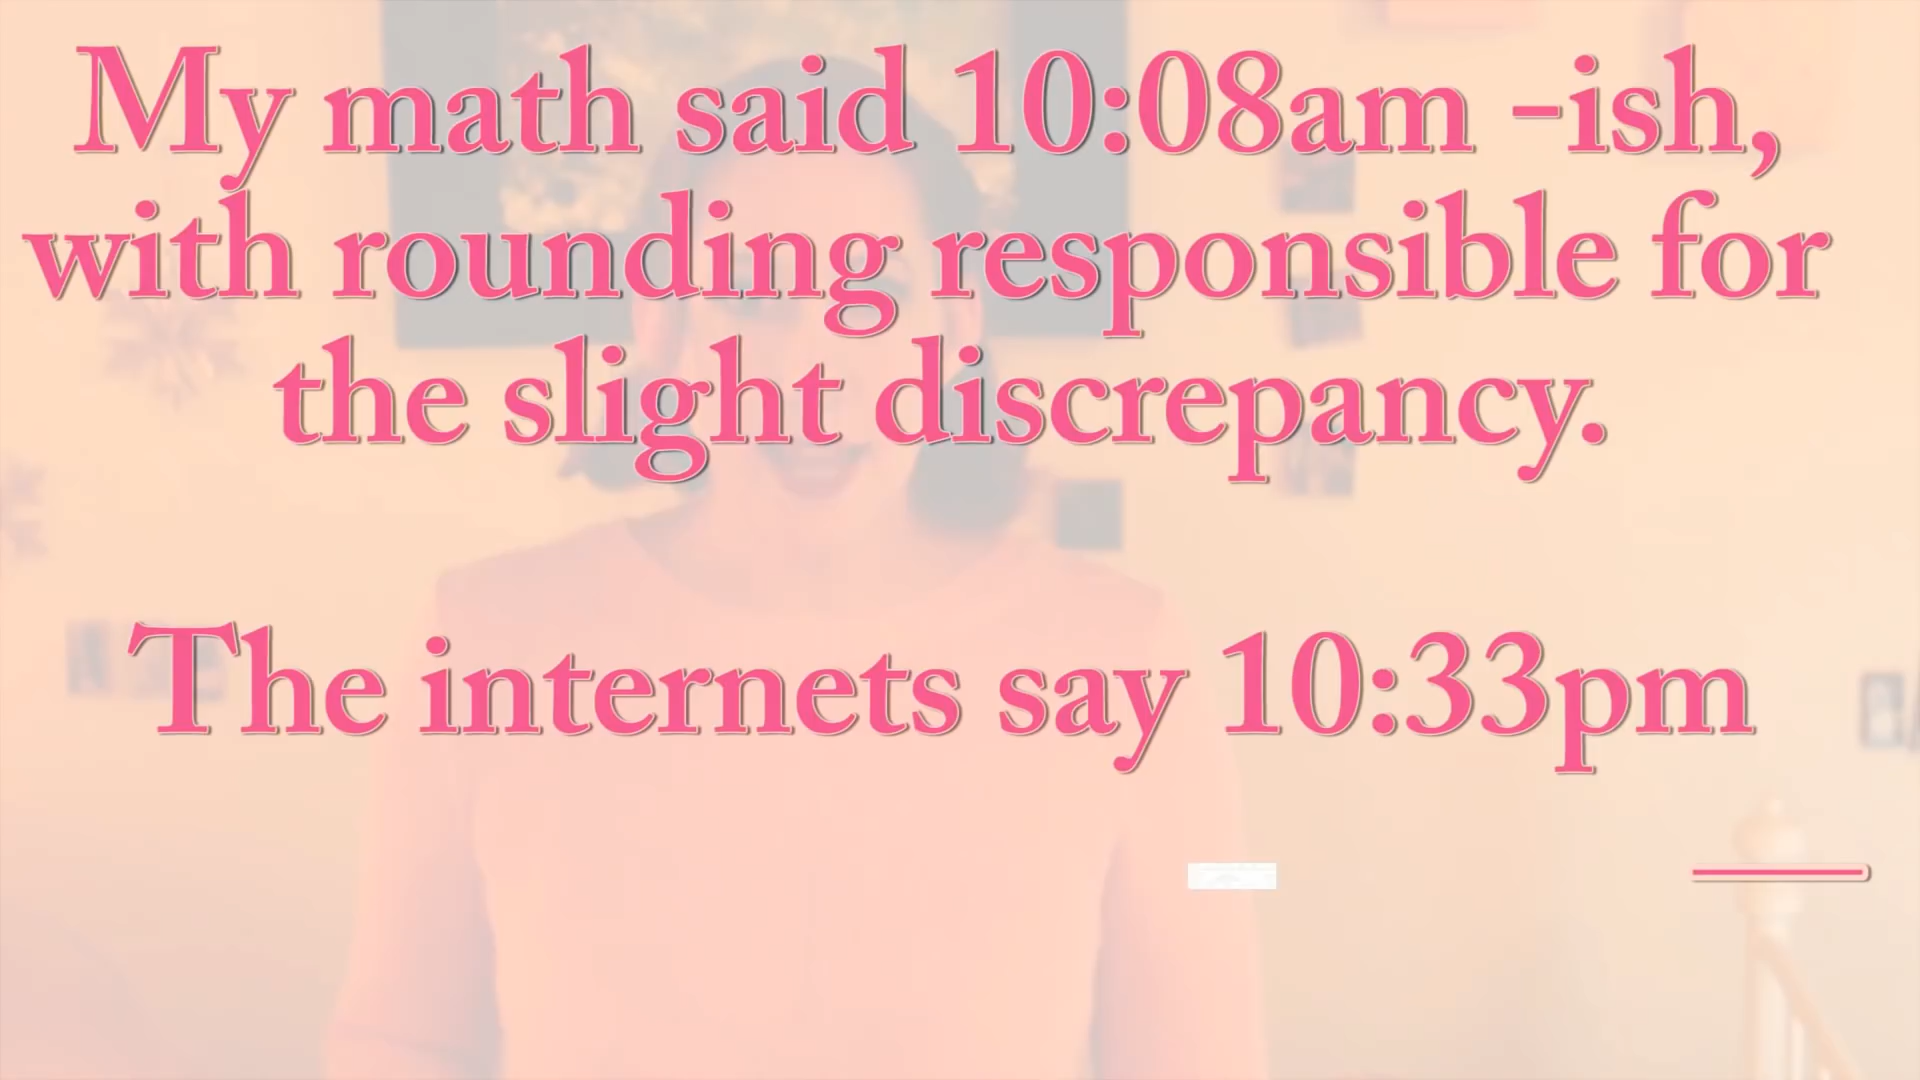 My math said 10:08am -ish,
with rounding responsible for
the slight discrepancy.
The internets say 10:33pm